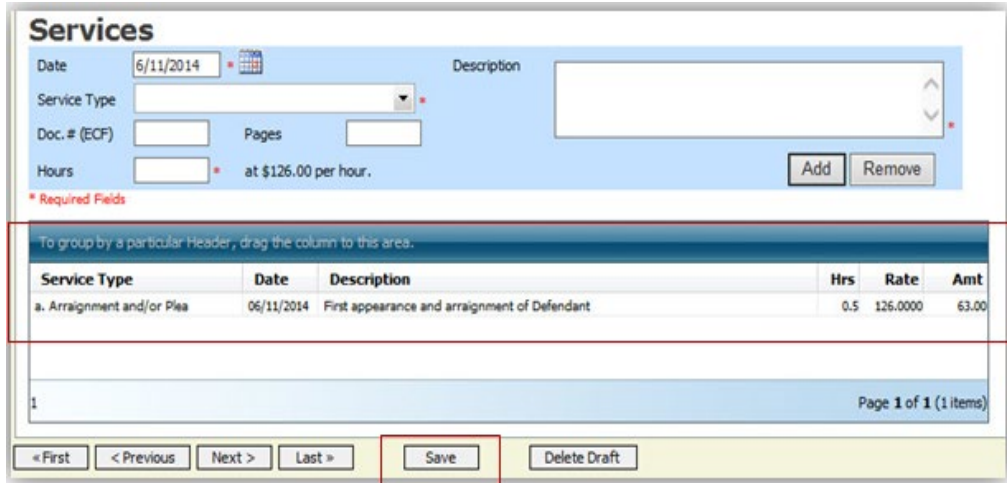 Services
Date 6/11/2014 * Description
Service Type *
Doc. # (ECF) Pages *
Hours * at $126.00 per hour. Add Remove
* Required Fields
To group by a particular Header, drag the column to this area.
Service Type Date Description Hrs Rate Amt
a. Arraignment and/or Plea 06/11/2014 First appearance and arraignment of Defendant 0.5 126.0000 63.00
1 Page 1 of 1 (1 items)
« First < Previous Next > Last » Save Delete Draft